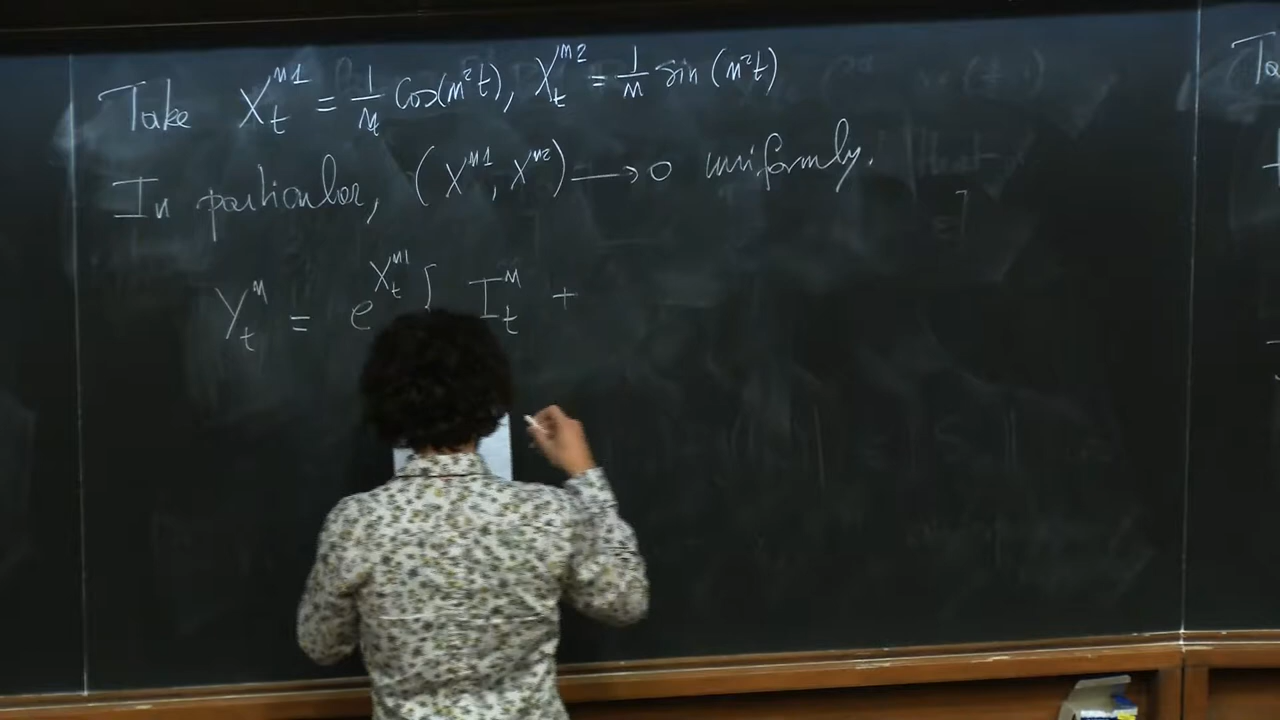 Take X_t^{n1} = 1/n cos(n²t), X_t^{n2} = 1/n sin(n²t)
In particular, (X^{n1}, X^{n2}) → 0 uniformly.
Y_t^n = e^{X_t^{n1}} [ I_t^n +
Ta